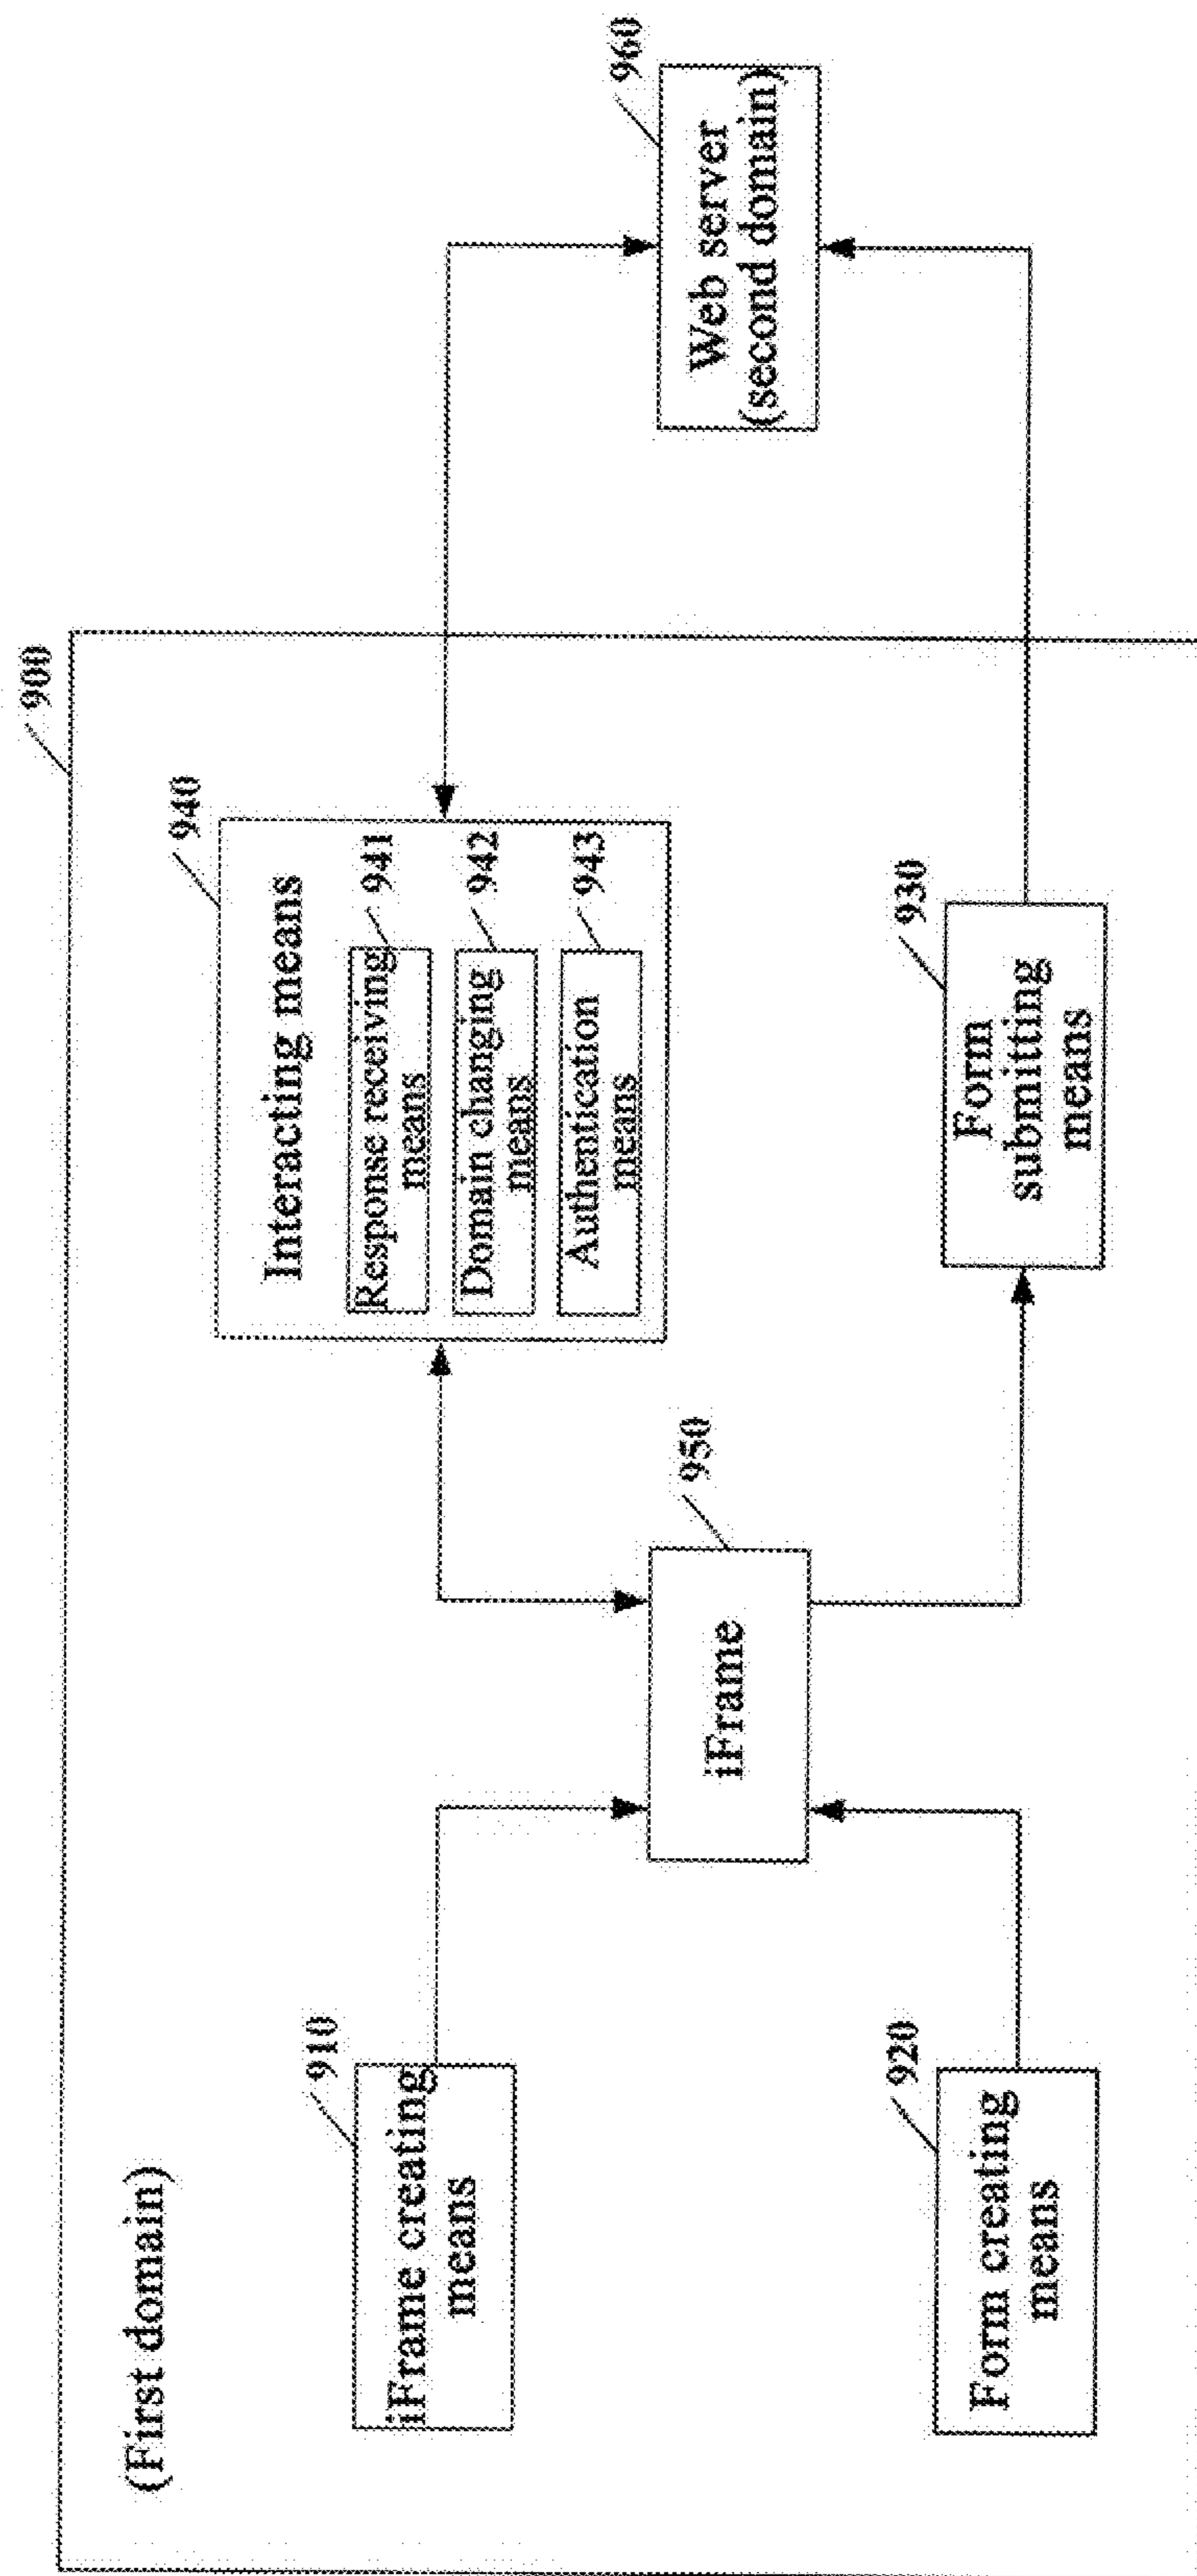 900
(First domain)
910
iFrame creating
means
920
Form creating
means
950
iFrame
940
Interacting means
Response receiving
means
941
Domain changing
means
942
Authentication
means
943
930
Form
submitting
means
960
Web server
(second domain)